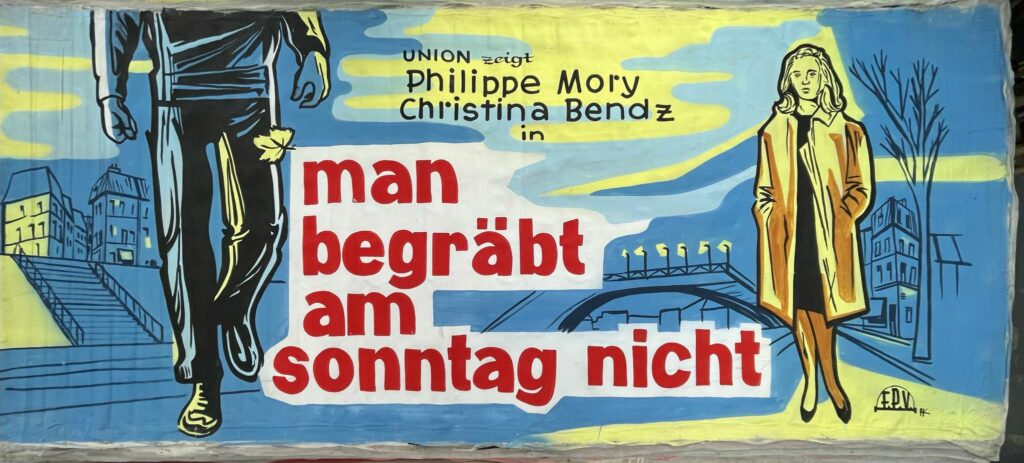 UNION zeigt
Philippe Mory
Christina Bendz
in
man
begräbt
am
sonntag nicht
F.P.V.